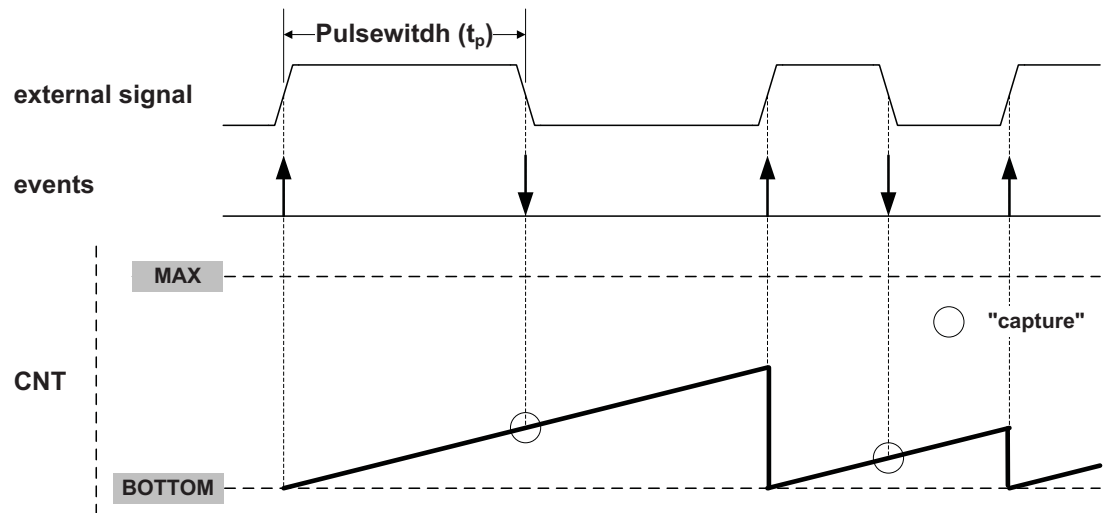 Pulsewitdh (tp)
external signal
events
MAX
"capture"
CNT
BOTTOM